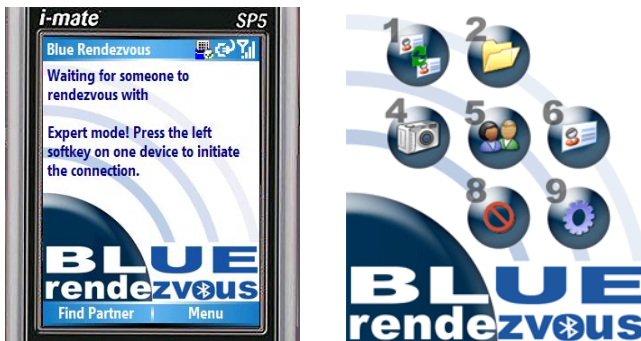 i-mate SP5
Blue Rendezvous
Waiting for someone to
rendezvous with
Expert mode! Press the left
softkey on one device to initiate
the connection.
BLUE
rendezvous
Find Partner Menu
1 2
4 5 6
8 9
BLUE
rendezvous